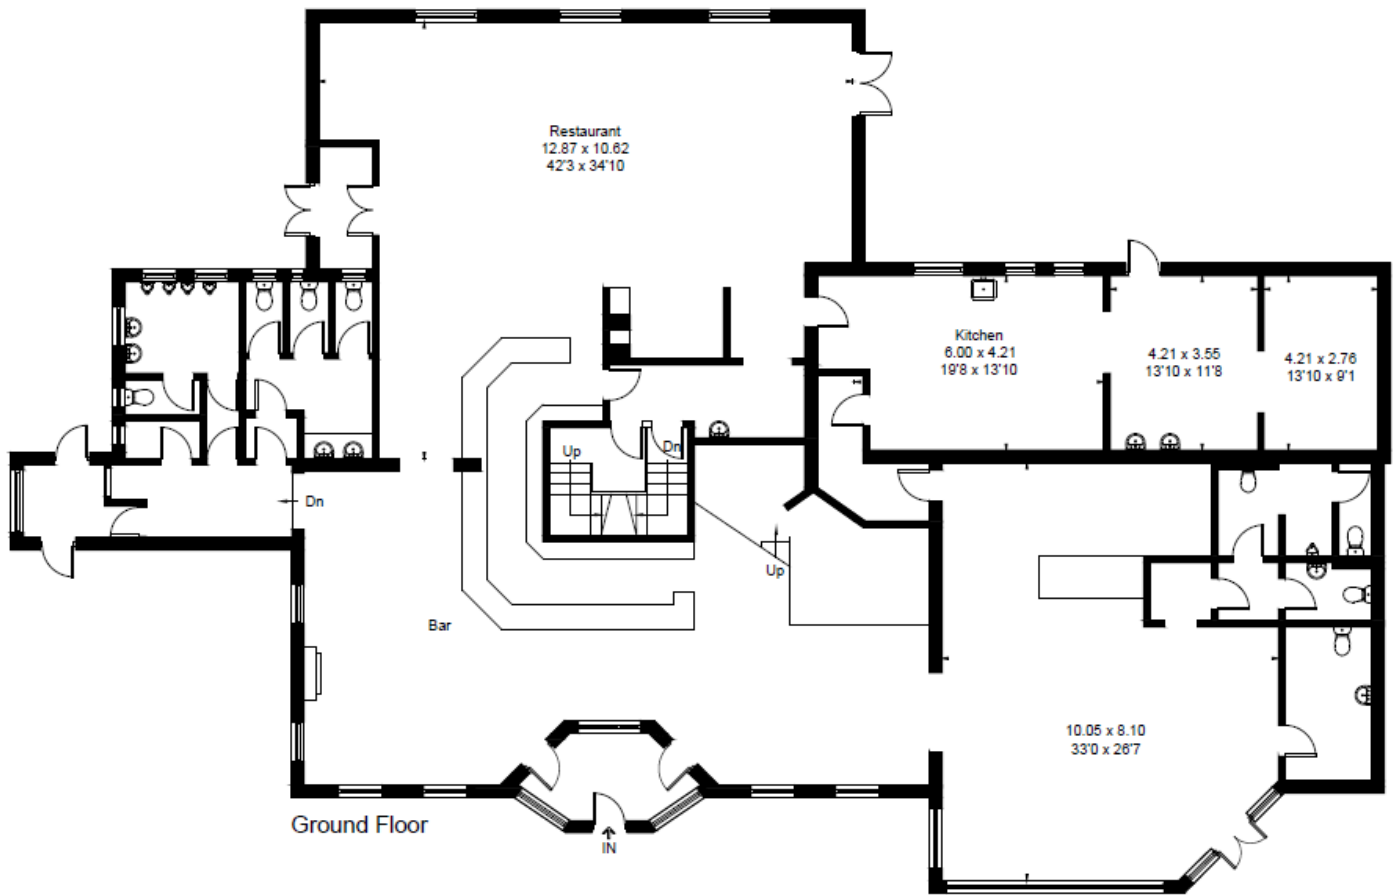 Restaurant
12.87 x 10.62
42'3 x 34'10
Kitchen
6.00 x 4.21
19'8 x 13'10
4.21 x 3.55
13'10 x 11'8
4.21 x 2.76
13'10 x 9'1
Up
Dn
Dn
Up
Bar
10.05 x 8.10
33'0 x 26'7
Ground Floor
IN